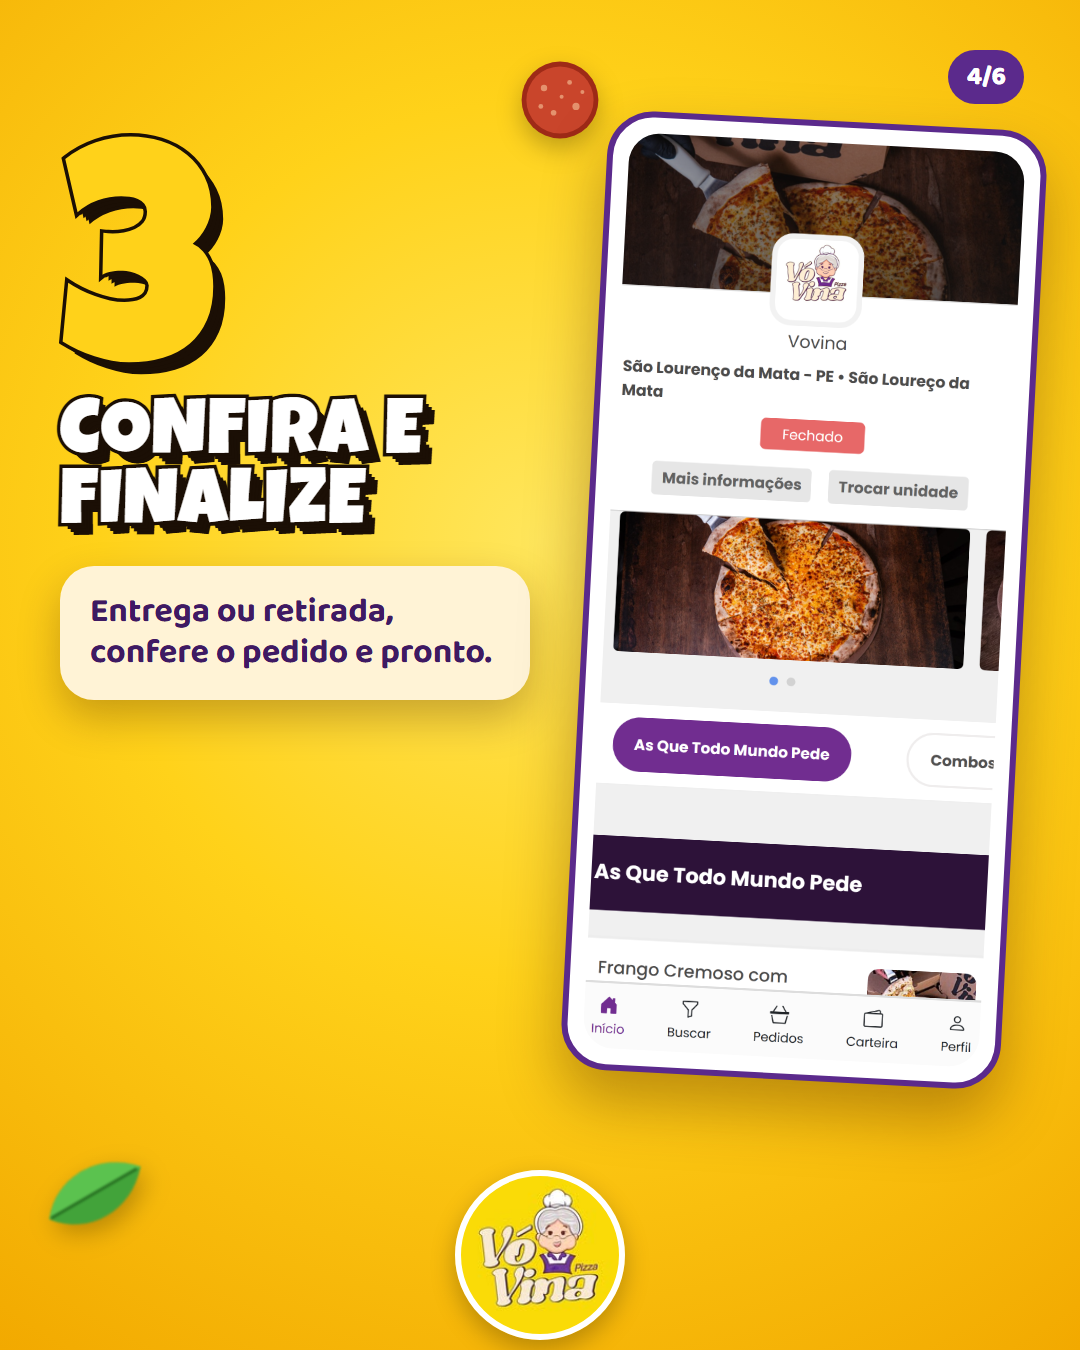 4/6
3
CONFIRA E
FINALIZE
Entrega ou retirada,
confere o pedido e pronto.
Vó
Vina
Pizza
Vovina
São Lourenço da Mata - PE • São Loureço da
Mata
Fechado
Mais informações
Trocar unidade
As Que Todo Mundo Pede
Combos
As Que Todo Mundo Pede
Frango Cremoso com
Início
Buscar
Pedidos
Carteira
Perfil
Vó
Pizza
Vina